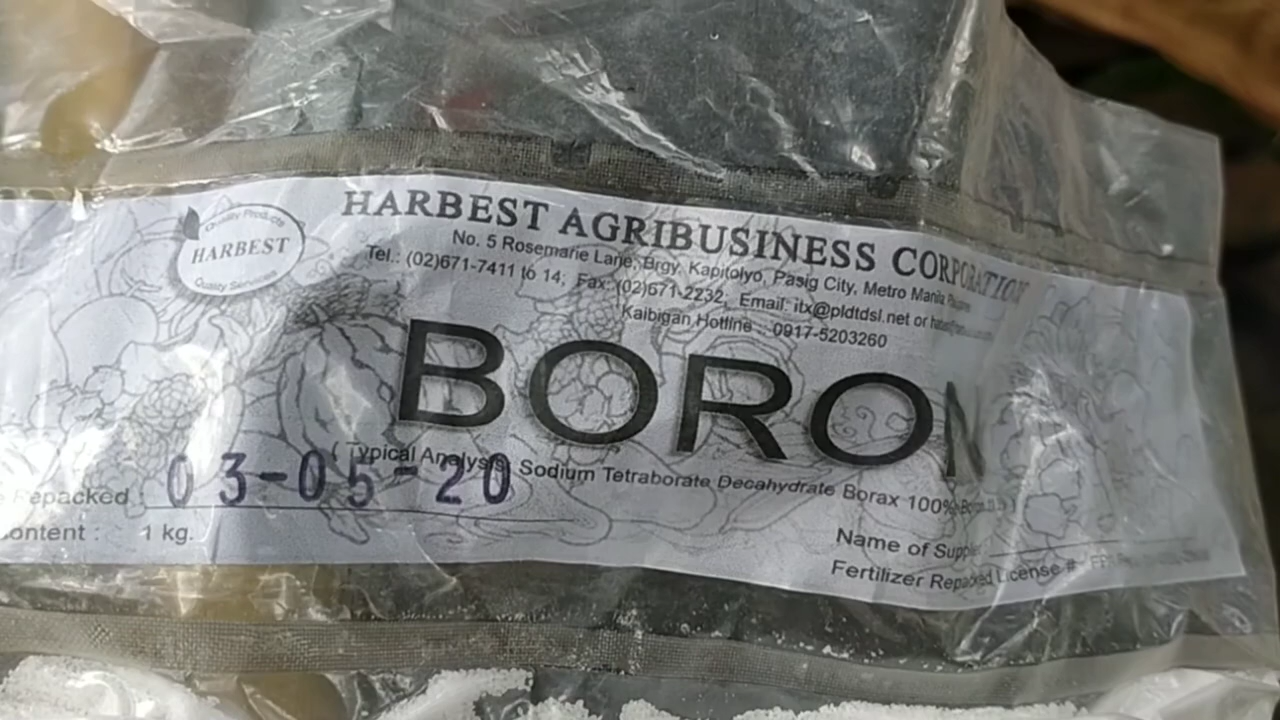 Quality Products
HARBEST
Quality Services
HARBEST AGRIBUSINESS CORPORATION
No. 5 Rosemarie Lane, Brgy. Kapitolyo, Pasig City, Metro Manila
Tel.: (02)671-7411 to 14; Fax: (02)671-2232, Email: itx@pldtdsl.net or
Kaibigan Hotline : 0917-5203260
BORON
(Typical Analysis Sodium Tetraborate Decahydrate Borax 100%
Repacked : 03-05-20
Content : 1 kg.
Name of Supplier
Fertilizer Repacked License #